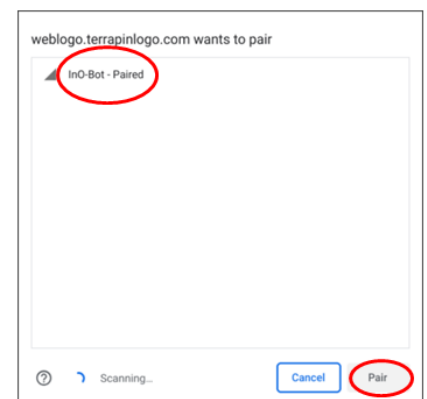 weblogo.terrapinlogo.com wants to pair
InO-Bot - Paired
Scanning...
Cancel
Pair